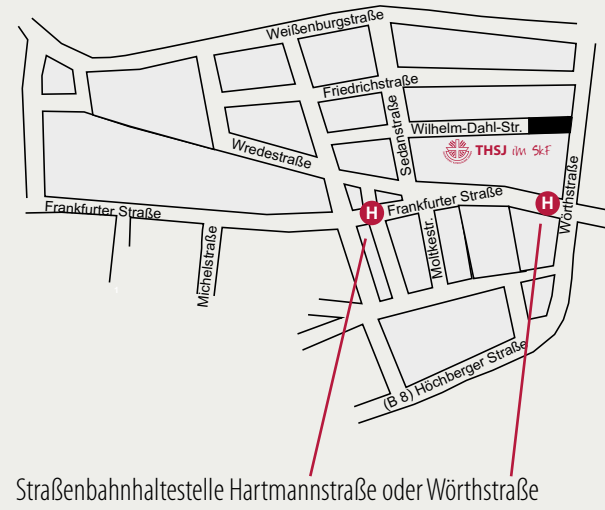 Weißenburgstraße
Friedrichstraße
Sedanstraße
Wilhelm-Dahl-Str.
THSJ im SkF
Wredestraße
Wörthstraße
Frankfurter Straße
H
Frankfurter Straße
H
Michelstraße
Moltkestr.
(B 8) Höchberger Straße
Straßenbahnhaltestelle Hartmannstraße oder Wörthstraße